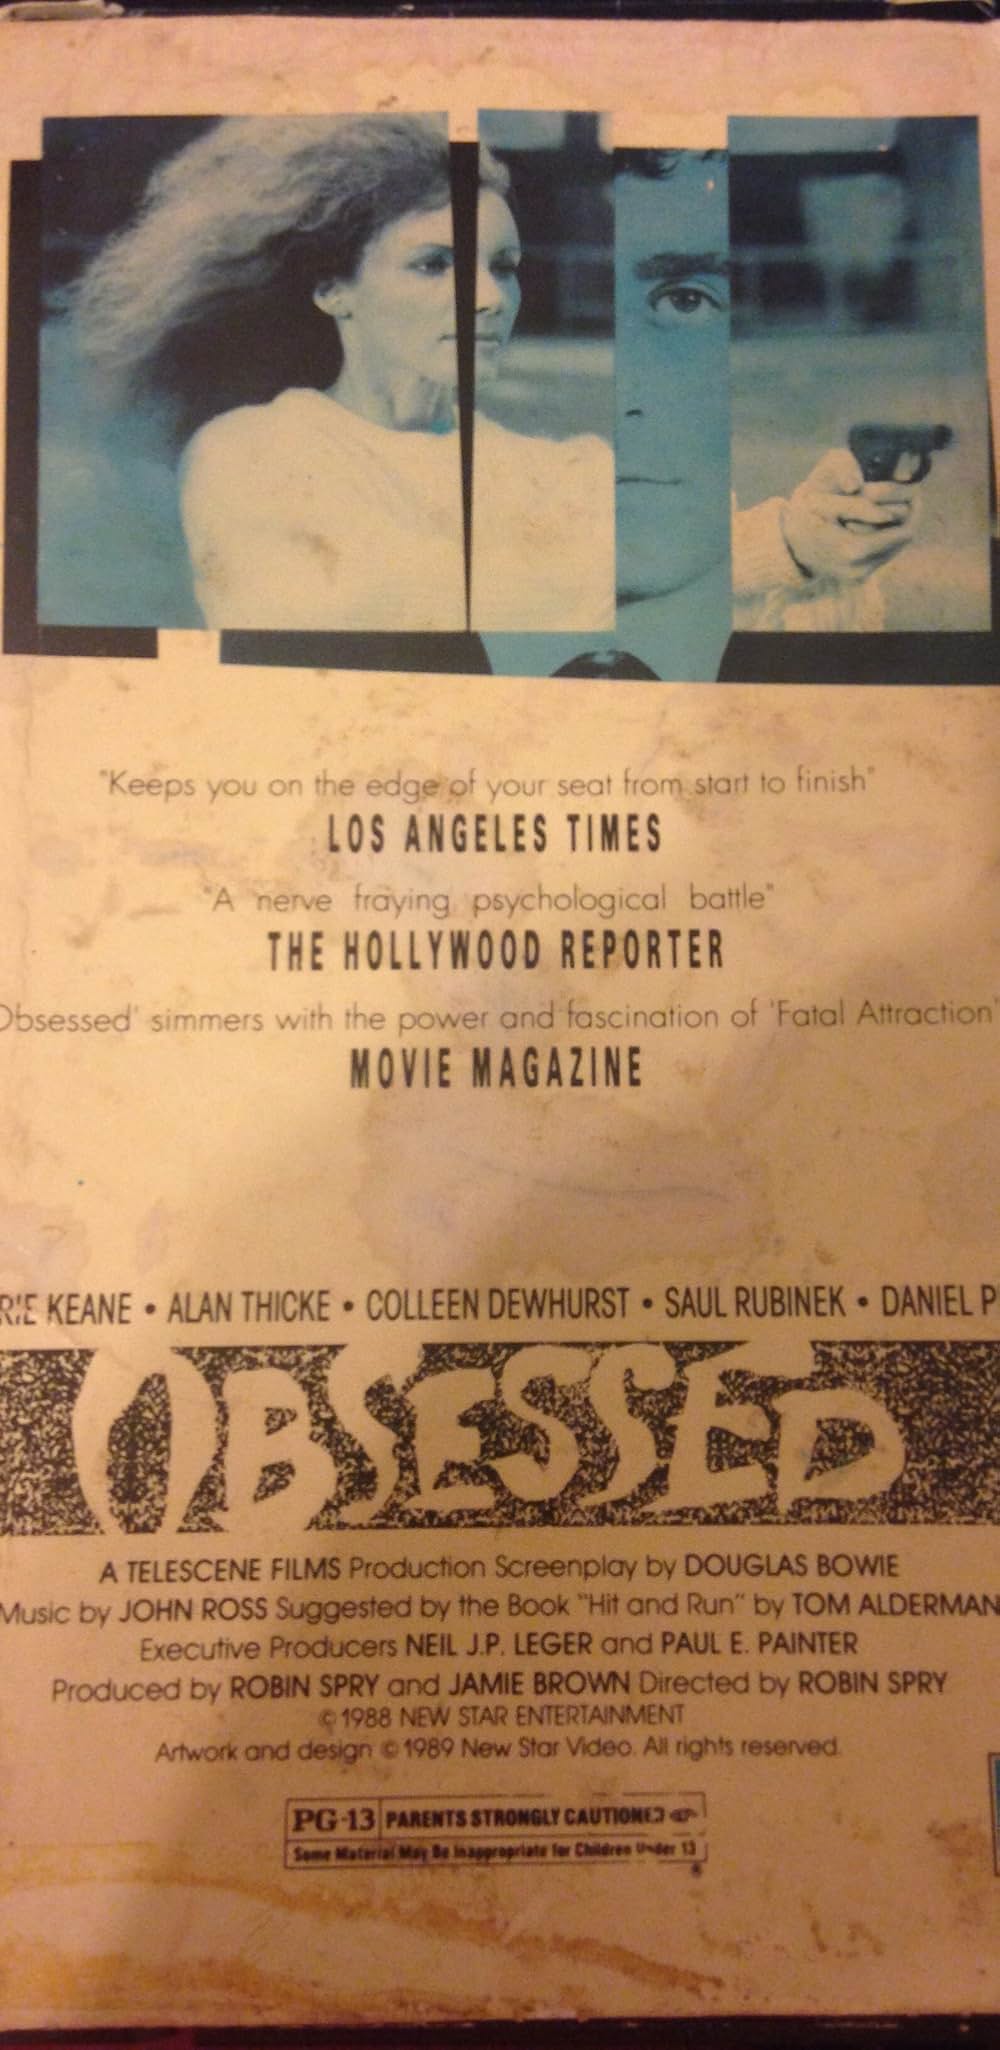 "Keeps you on the edge of your seat from start to finish"
LOS ANGELES TIMES
"A nerve fraying psychological battle"
THE HOLLYWOOD REPORTER
Obsessed' simmers with the power and fascination of 'Fatal Attraction'
MOVIE MAGAZINE
RIE KEANE • ALAN THICKE • COLLEEN DEWHURST • SAUL RUBINEK • DANIEL P
OBSESSED
A TELESCENE FILMS Production Screenplay by DOUGLAS BOWIE
Music by JOHN ROSS Suggested by the Book "Hit and Run" by TOM ALDERMAN
Executive Producers NEIL J.P. LEGER and PAUL E. PAINTER
Produced by ROBIN SPRY and JAMIE BROWN Directed by ROBIN SPRY
© 1988 NEW STAR ENTERTAINMENT
Artwork and design © 1989 New Star Video. All rights reserved.
PG-13 PARENTS STRONGLY CAUTIONED
Some Material May Be Inappropriate for Children Under 13